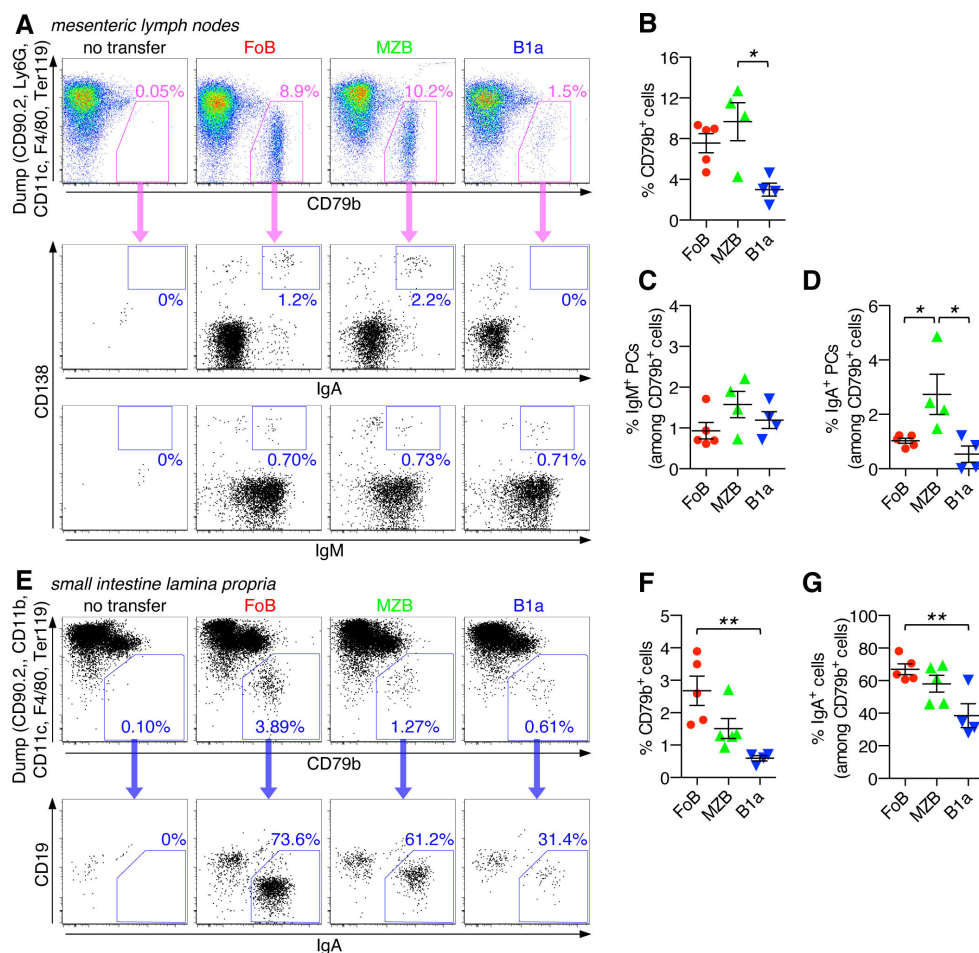 A mesenteric lymph nodes
no transfer FoB MZB B1a
Dump (CD90.2, Ly6G,
CD11c, F4/80, Ter119)
0.05% 8.9% 10.2% 1.5%
CD79b
CD138
0% 1.2% 2.2% 0%
IgA
0% 0.70% 0.73% 0.71%
IgM
B
% CD79b+ cells
16
12
8
4
0
*
FoB MZB B1a
C
% IgM+ PCs
(among CD79b+ cells)
4
3
2
1
0
FoB MZB B1a
D
% IgA+ PCs
(among CD79b+ cells)
6
4
2
0
* *
FoB MZB B1a
E small intestine lamina propria
no transfer FoB MZB B1a
Dump (CD90.2,, CD11b,
CD11c, F4/80, Ter119)
0.10% 3.89% 1.27% 0.61%
CD79b
CD19
0% 73.6% 61.2% 31.4%
IgA
F
% CD79b+ cells
5
4
3
2
1
0
**
FoB MZB B1a
G
% IgA+ cells
(among CD79b+ cells)
100
80
60
40
20
0
**
FoB MZB B1a